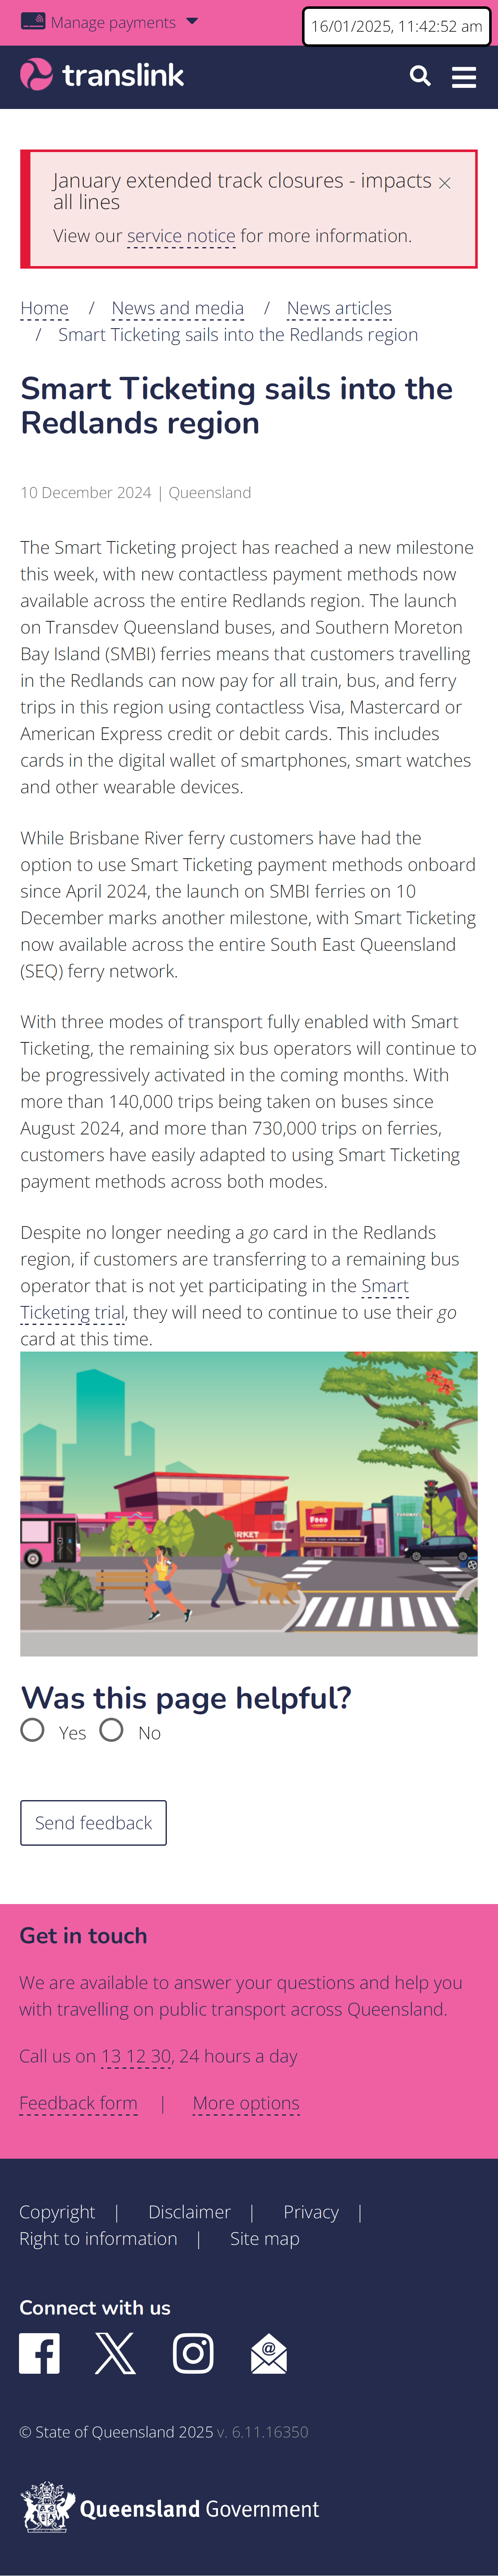 Manage payments
16/01/2025, 11:42:52 am
translink
January extended track closures - impacts
all lines
View our service notice for more information.
Home / News and media / News articles
/ Smart Ticketing sails into the Redlands region
Smart Ticketing sails into the
Redlands region
10 December 2024 | Queensland
The Smart Ticketing project has reached a new milestone
this week, with new contactless payment methods now
available across the entire Redlands region. The launch
on Transdev Queensland buses, and Southern Moreton
Bay Island (SMBI) ferries means that customers travelling
in the Redlands can now pay for all train, bus, and ferry
trips in this region using contactless Visa, Mastercard or
American Express credit or debit cards. This includes
cards in the digital wallet of smartphones, smart watches
and other wearable devices.
While Brisbane River ferry customers have had the
option to use Smart Ticketing payment methods onboard
since April 2024, the launch on SMBI ferries on 10
December marks another milestone, with Smart Ticketing
now available across the entire South East Queensland
(SEQ) ferry network.
With three modes of transport fully enabled with Smart
Ticketing, the remaining six bus operators will continue to
be progressively activated in the coming months. With
more than 140,000 trips being taken on buses since
August 2024, and more than 730,000 trips on ferries,
customers have easily adapted to using Smart Ticketing
payment methods across both modes.
Despite no longer needing a go card in the Redlands
region, if customers are transferring to a remaining bus
operator that is not yet participating in the Smart
Ticketing trial, they will need to continue to use their go
card at this time.
RKET
FOOD
Was this page helpful?
Yes No
Send feedback
Get in touch
We are available to answer your questions and help you
with travelling on public transport across Queensland.
Call us on 13 12 30, 24 hours a day
Feedback form | More options
Copyright | Disclaimer | Privacy |
Right to information | Site map
Connect with us
© State of Queensland 2025 v. 6.11.16350
Queensland Government